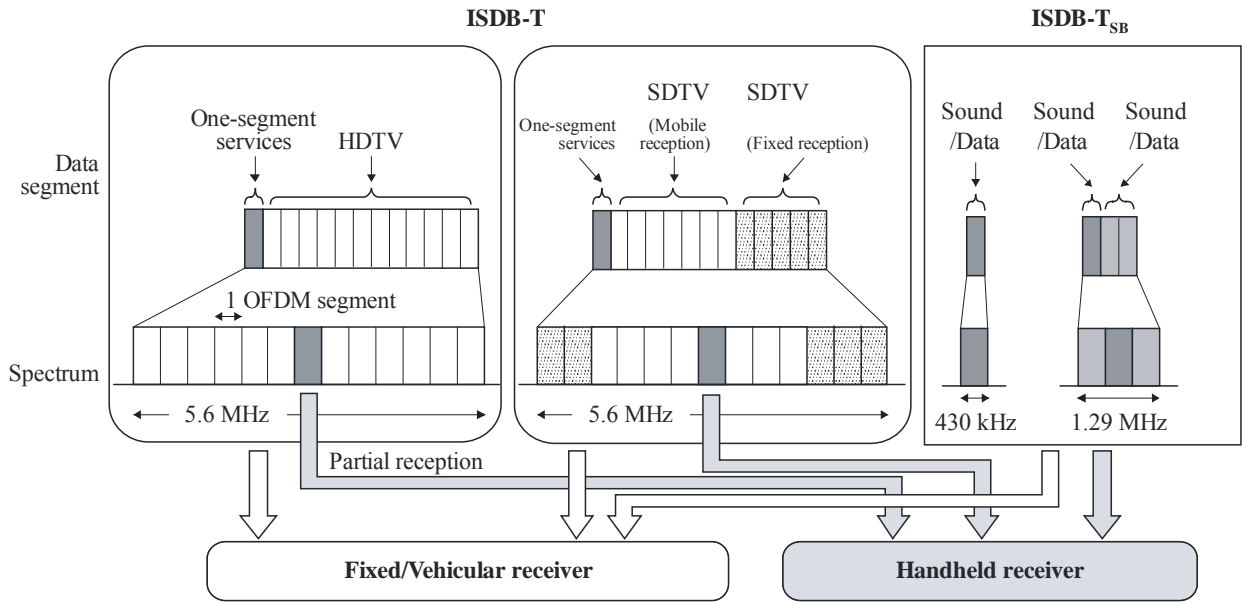 ISDB-T
ISDB-T_SB
One-segment
services
HDTV
SDTV
SDTV
One-segment
services
(Mobile
reception)
(Fixed reception)
Sound
/Data
Sound
/Data
Sound
/Data
Data
segment
1 OFDM segment
Spectrum
5.6 MHz
5.6 MHz
430 kHz
1.29 MHz
Partial reception
Fixed/Vehicular receiver
Handheld receiver